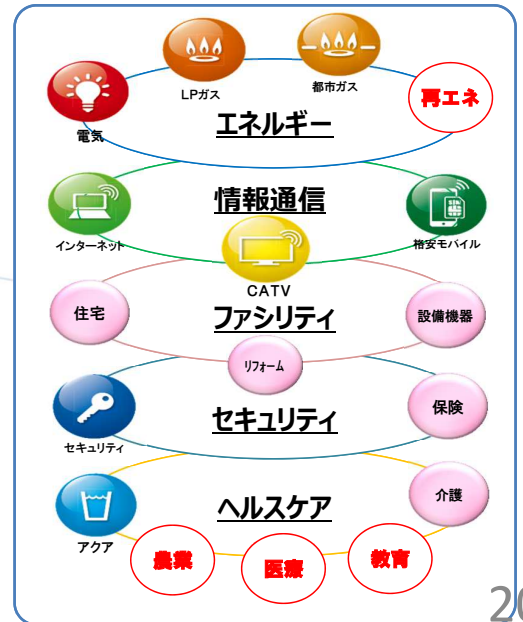 LPガス
都市ガス
電気
エネルギー
再エネ
情報通信
インターネット
格安モバイル
CATV
住宅
ファシリティ
設備機器
リフォーム
セキュリティ
保険
セキュリティ
ヘルスケア
介護
アクア
農業
医療
教育
20